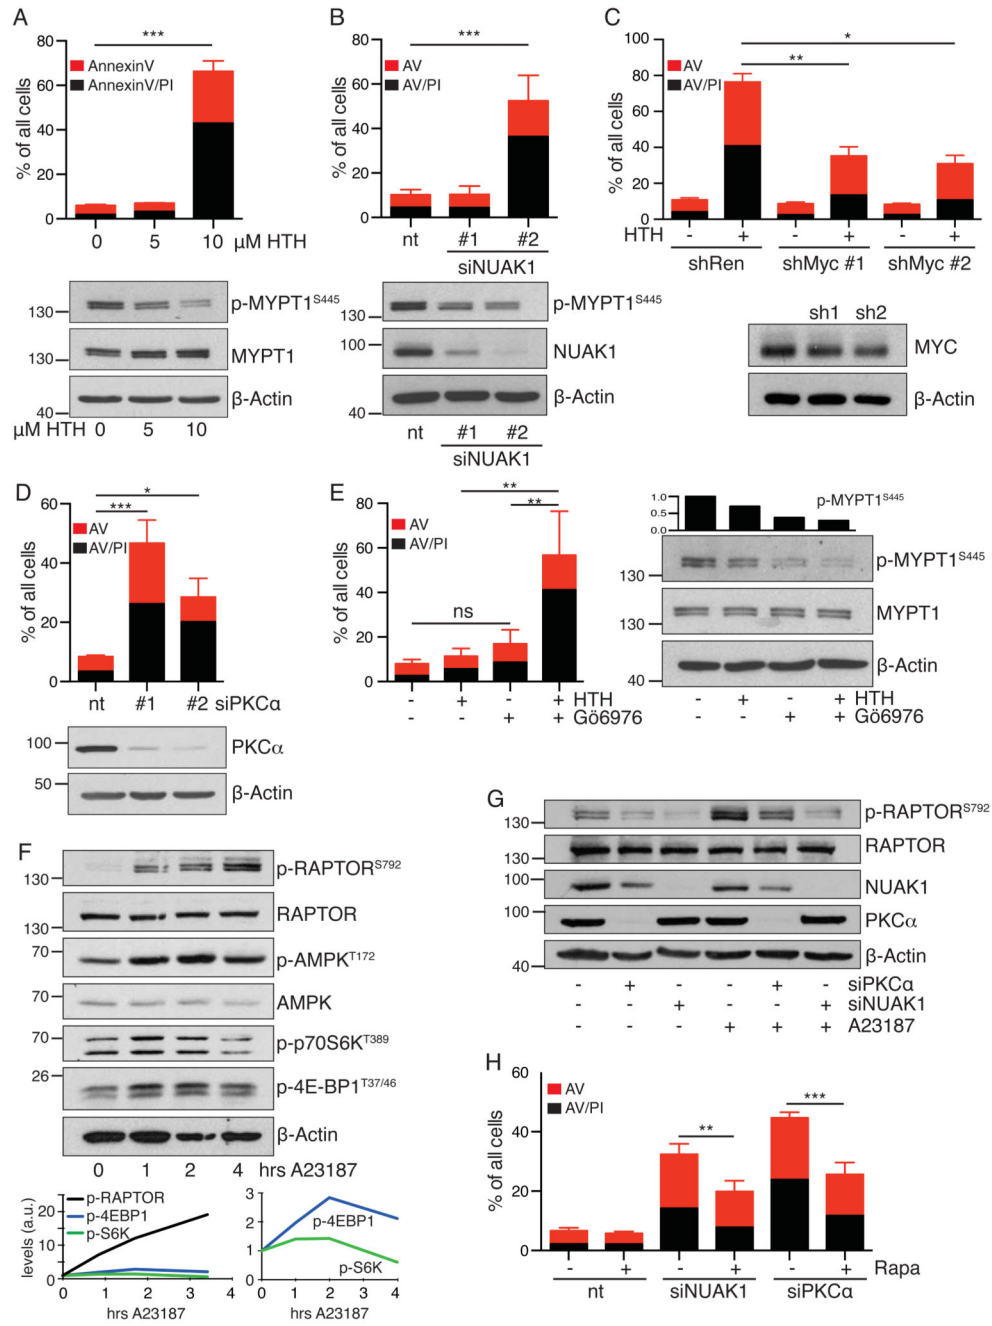 A
80
60
40
20
0
% of all cells
AnnexinV
AnnexinV/PI
***
0 5 10 µM HTH
p-MYPT1S445
130
MYPT1
130
β-Actin
40
µM HTH 0 5 10
B
80
60
40
20
0
% of all cells
AV
AV/PI
***
nt #1 #2
siNUAK1
p-MYPT1S445
130
100
NUAK1
β-Actin
40
nt #1 #2
siNUAK1
C
100
80
60
40
20
0
% of all cells
AV
AV/PI
*
**
HTH - + - + - +
shRen shMyc #1 shMyc #2
sh1 sh2
MYC
β-Actin
D
60
40
20
0
% of all cells
AV
AV/PI
*
***
nt #1 #2 siPKCα
100
PKCα
50
β-Actin
E
80
60
40
20
0
% of all cells
AV
AV/PI
**
**
ns
- + - + HTH
- - + + Gö6976
1.0
0.5
0.0
p-MYPT1S445
p-MYPT1S445
130
MYPT1
130
β-Actin
40
- + - + HTH
- - + + Gö6976
F
p-RAPTORS792
130
RAPTOR
130
70
p-AMPKT172
70
AMPK
70
p-p70S6KT389
26
p-4E-BP1T37/46
β-Actin
0 1 2 4 hrs A23187
levels (a.u.)
20
10
0
p-RAPTOR
p-4EBP1
p-S6K
0 1 2 3 4
hrs A23187
3
2
1
0
p-4EBP1
p-S6K
0 1 2 3 4
hrs A23187
G
p-RAPTORS792
130
RAPTOR
130
100
NUAK1
100
PKCα
β-Actin
40
- + - - + - siPKCα
- - + - - + siNUAK1
- - - + + + A23187
H
60
40
20
0
% of all cells
AV
AV/PI
**
***
- + - + - + Rapa
nt siNUAK1 siPKCα